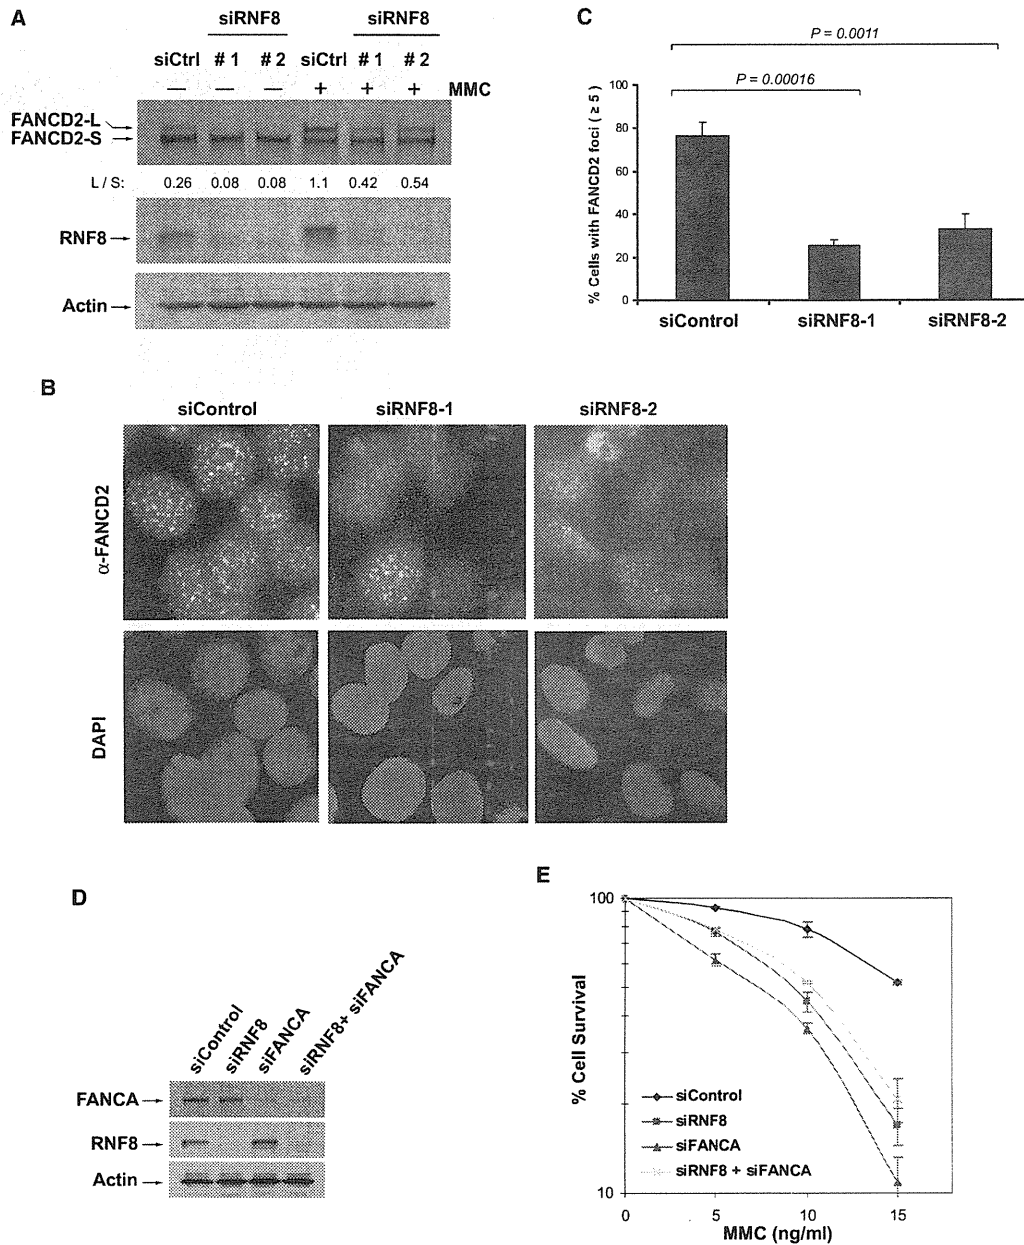 A
siRNF8 siRNF8
siCtrl # 1 # 2 siCtrl # 1 # 2
— — — + + + MMC
FANCD2-L
FANCD2-S
L / S: 0.26 0.08 0.08 1.1 0.42 0.54
RNF8
Actin
C
P = 0.0011
P = 0.00016
% Cells with FANCD2 foci ( ≥ 5 )
100
80
60
40
20
0
siControl siRNF8-1 siRNF8-2
B
siControl siRNF8-1 siRNF8-2
α-FANCD2
DAPI
D
siControl
siRNF8
siFANCA
siRNF8+ siFANCA
FANCA
RNF8
Actin
E
% Cell Survival
100
10
siControl
siRNF8
siFANCA
siRNF8 + siFANCA
0 5 10 15
MMC (ng/ml)